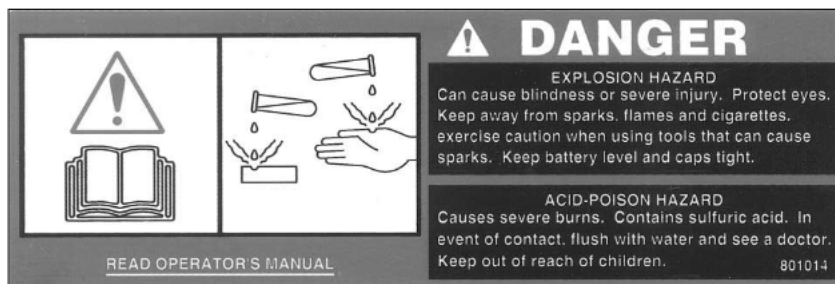 DANGER
EXPLOSION HAZARD
Can cause blindness or severe injury. Protect eyes.
Keep away from sparks, flames and cigarettes.
exercise caution when using tools that can cause
sparks. Keep battery level and caps tight.
ACID-POISON HAZARD
Causes severe burns. Contains sulfuric acid. In
event of contact, flush with water and see a doctor.
Keep out of reach of children.
801014
READ OPERATOR'S MANUAL